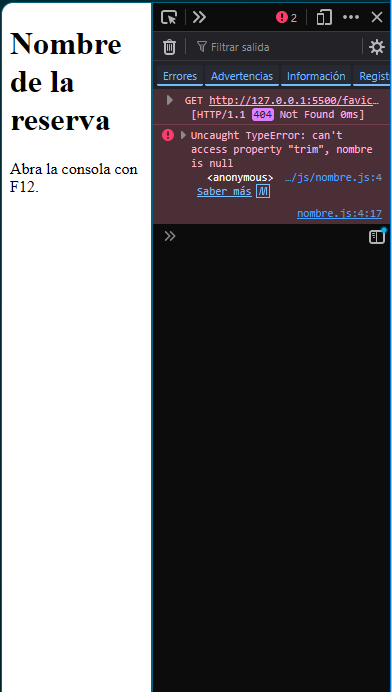 Nombre
de la
reserva
Abra la consola con
F12.
2
Filtrar salida
Errores Advertencias Información Regist
GET http://127.0.0.1:5500/favic…
[HTTP/1.1 404 Not Found 0ms]
Uncaught TypeError: can't
access property "trim", nombre
is null
<anonymous> …/js/nombre.js:4
Saber más
nombre.js:4:17